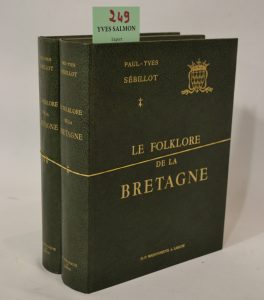 249
YVES SALMON
Expert
PAUL-YVES
SÉBILLOT
LE FOLKLORE
DE LA
BRETAGNE
PAUL-YVES
SÉBILLOT
LE FOLKLORE
DE LA
BRETAGNE